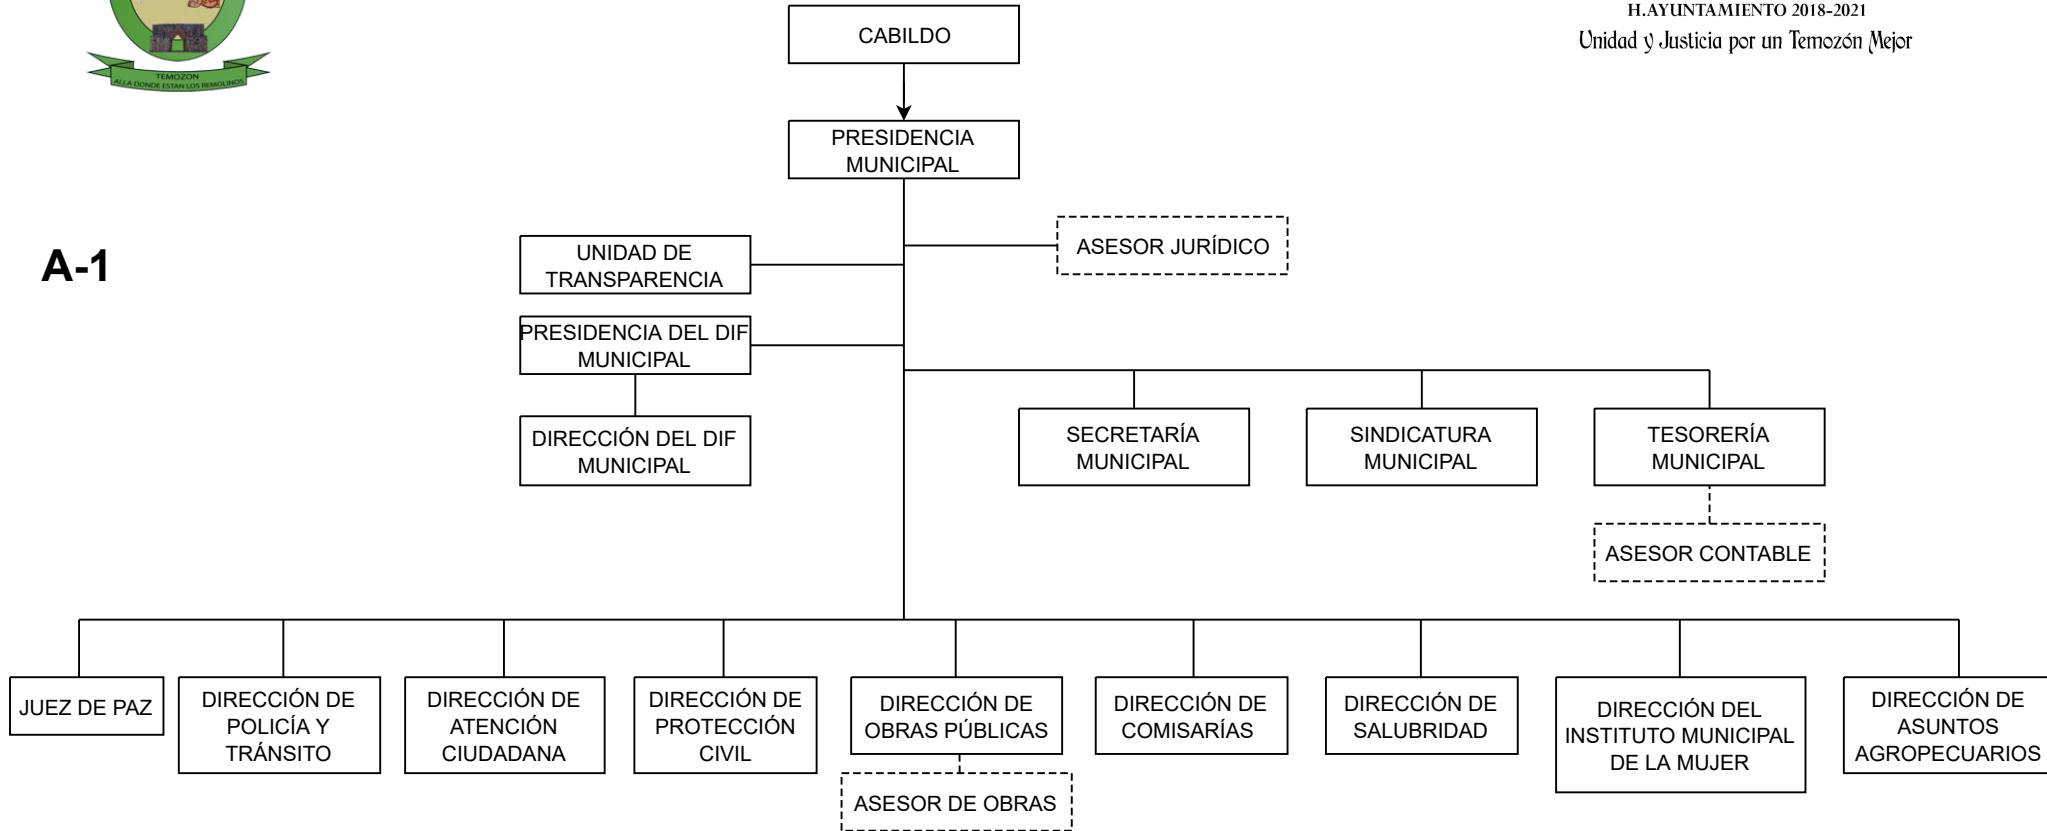 TEMOZON
ALLA DONDE ESTAN LOS REMOLINOS
H.AYUNTAMIENTO 2018-2021
Unidad y Justicia por un Temozón Mejor
CABILDO
PRESIDENCIA
MUNICIPAL
A-1
UNIDAD DE
TRANSPARENCIA
ASESOR JURÍDICO
PRESIDENCIA DEL DIF
MUNICIPAL
DIRECCIÓN DEL DIF
MUNICIPAL
SECRETARÍA
MUNICIPAL
SINDICATURA
MUNICIPAL
TESORERÍA
MUNICIPAL
ASESOR CONTABLE
JUEZ DE PAZ
DIRECCIÓN DE
POLICÍA Y
TRÁNSITO
DIRECCIÓN DE
ATENCIÓN
CIUDADANA
DIRECCIÓN DE
PROTECCIÓN
CIVIL
DIRECCIÓN DE
OBRAS PÚBLICAS
ASESOR DE OBRAS
DIRECCIÓN DE
COMISARÍAS
DIRECCIÓN DE
SALUBRIDAD
DIRECCIÓN DEL
INSTITUTO MUNICIPAL
DE LA MUJER
DIRECCIÓN DE
ASUNTOS
AGROPECUARIOS